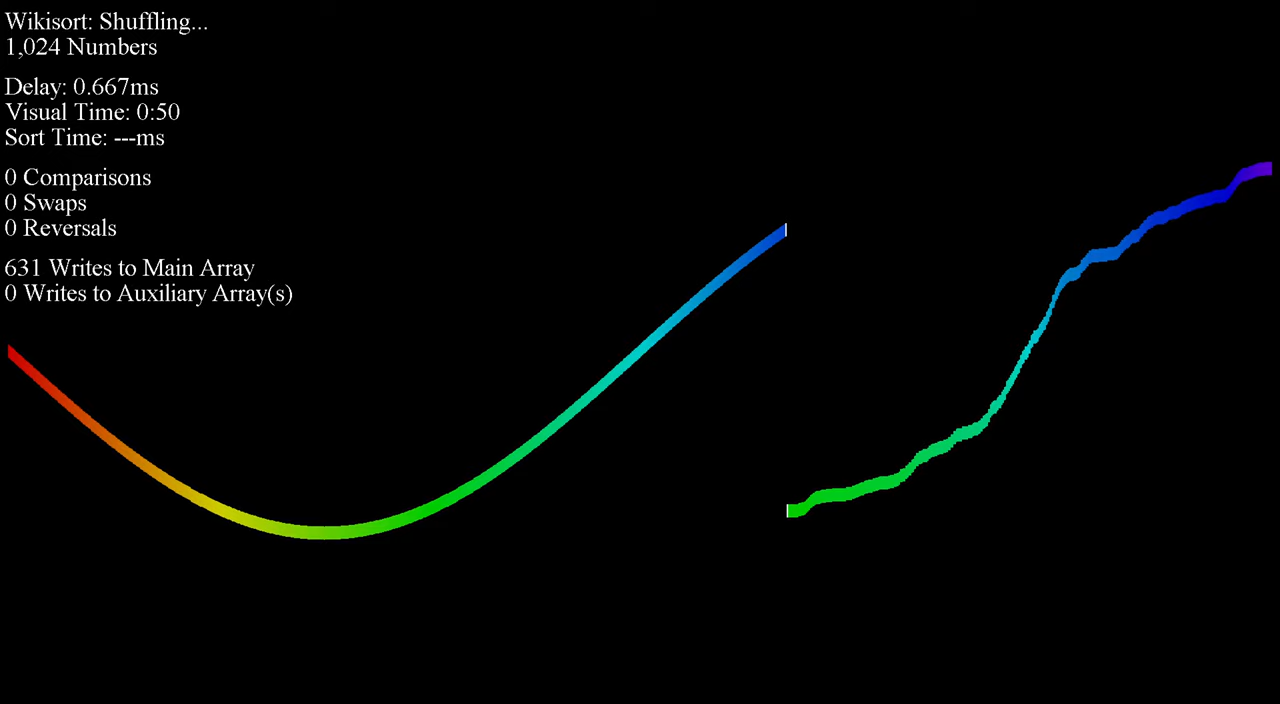 Wikisort: Shuffling...
1,024 Numbers
Delay: 0.667ms
Visual Time: 0:50
Sort Time: ---ms
0 Comparisons
0 Swaps
0 Reversals
631 Writes to Main Array
0 Writes to Auxiliary Array(s)